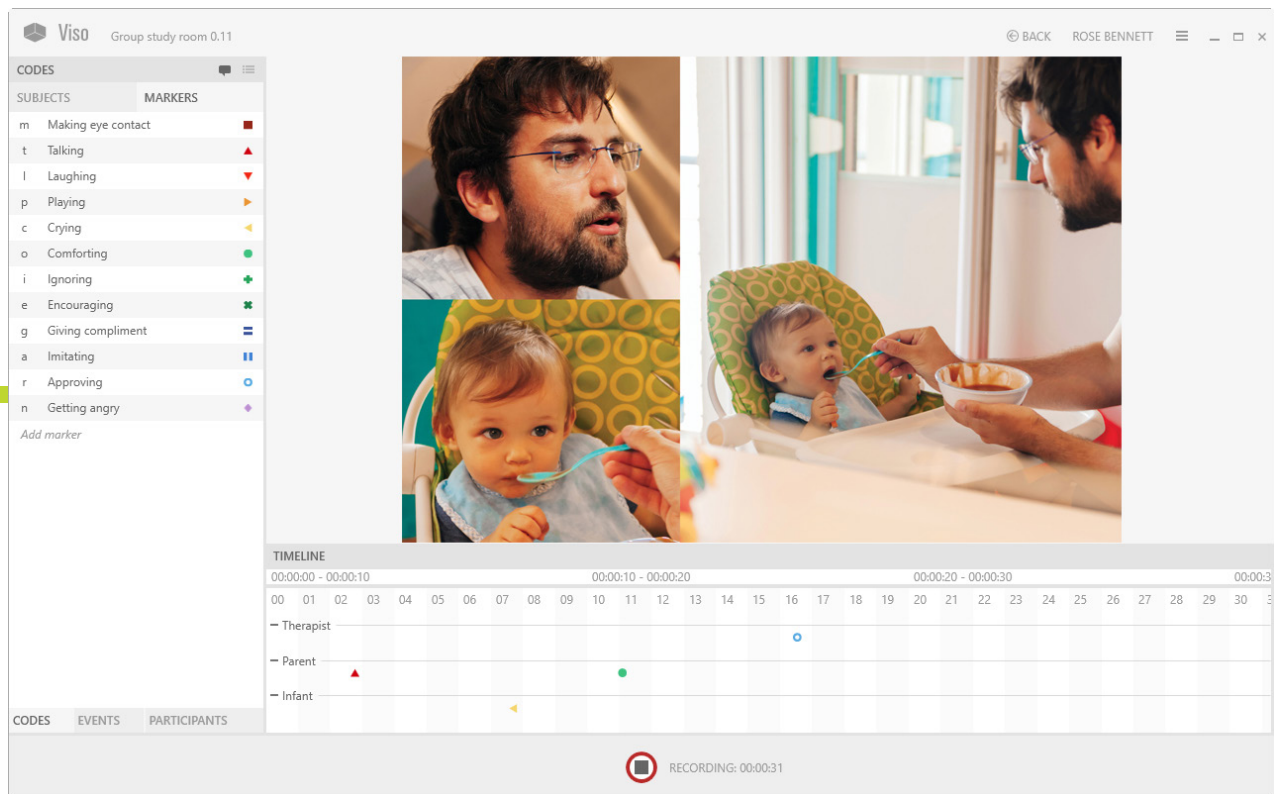 Viso Group study room 0.11 BACK ROSE BENNETT
CODES
SUBJECTS MARKERS
m Making eye contact
t Talking
l Laughing
p Playing
c Crying
o Comforting
i Ignoring
e Encouraging
g Giving compliment
a Imitating
r Approving
n Getting angry
Add marker
TIMELINE
00:00:00 - 00:00:10 00:00:10 - 00:00:20 00:00:20 - 00:00:30 00:00:3
00 01 02 03 04 05 06 07 08 09 10 11 12 13 14 15 16 17 18 19 20 21 22 23 24 25 26 27 28 29 30
Therapist
Parent
Infant
CODES EVENTS PARTICIPANTS
RECORDING: 00:00:31